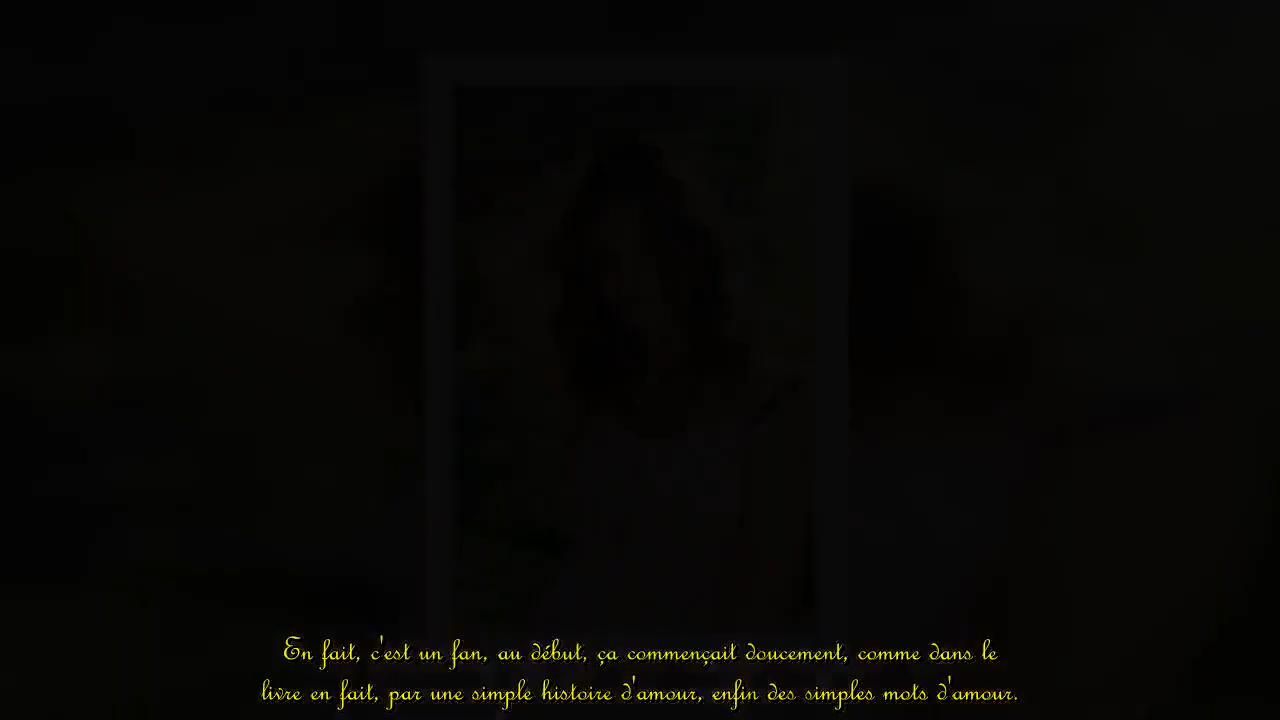 En fait, c'est un fan, au début, ça commençait doucement, comme dans le
livre en fait, par une simple histoire d'amour, enfin des simples mots d'amour.